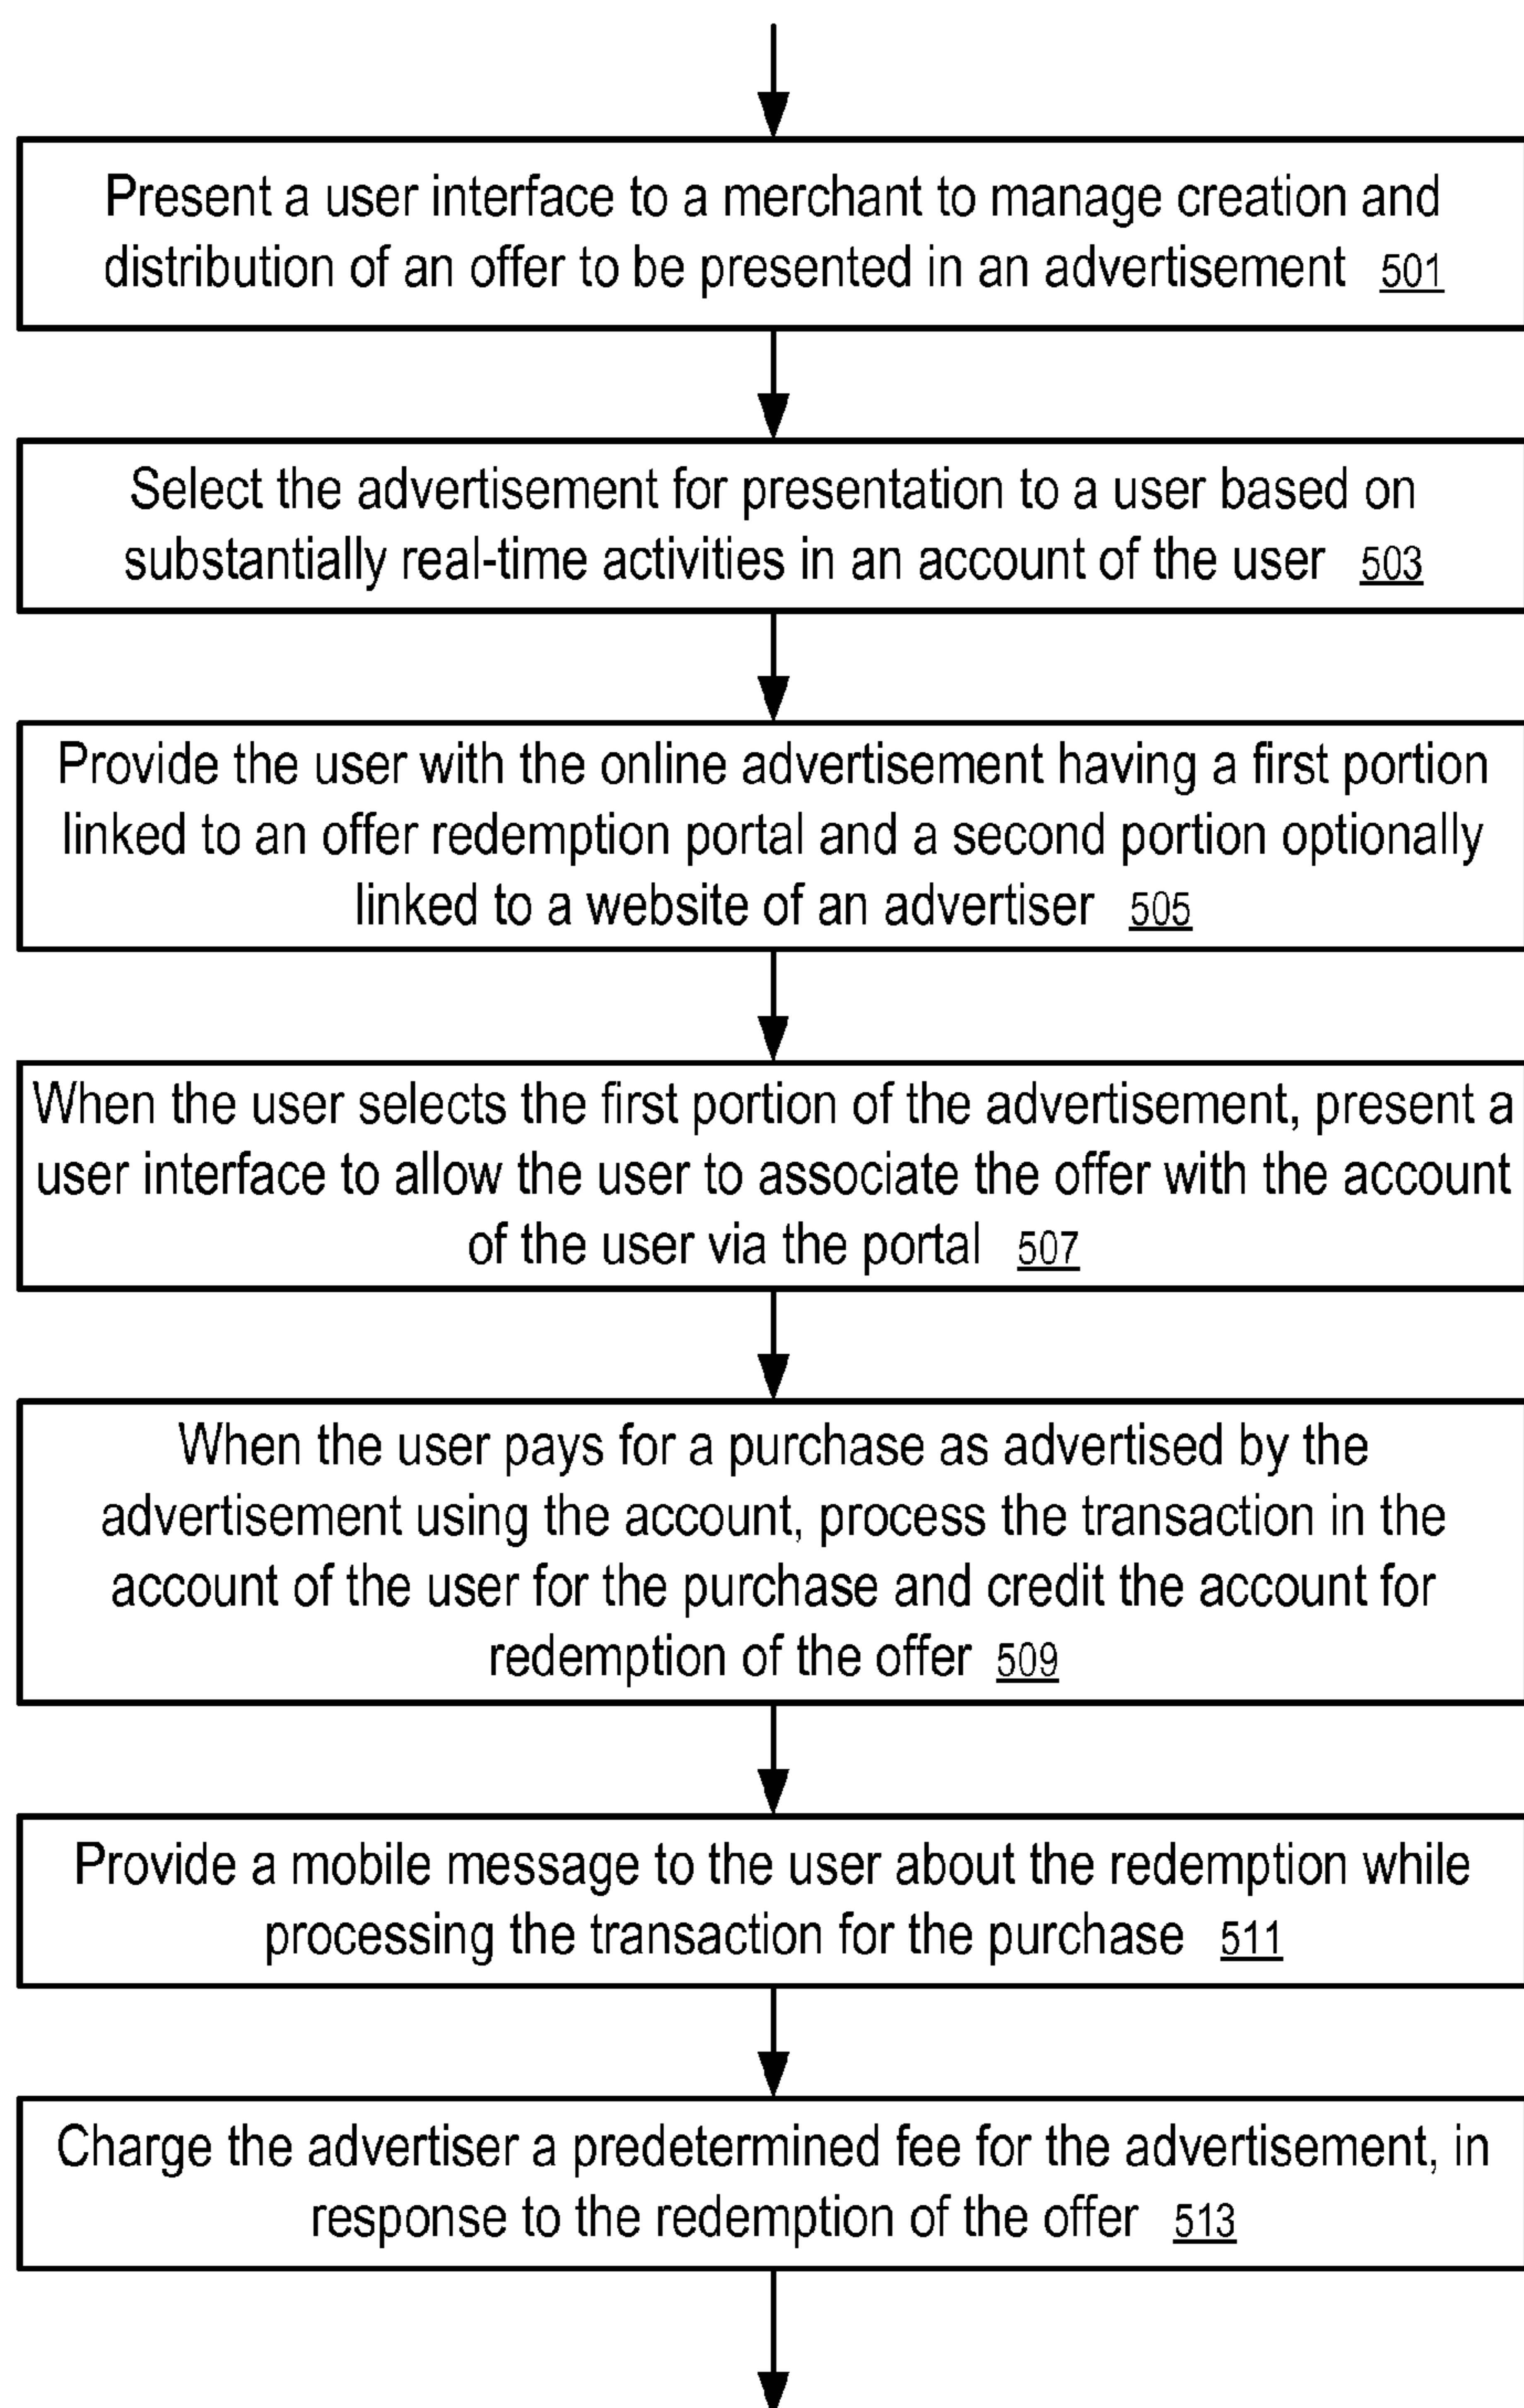 Present a user interface to a merchant to manage creation and
distribution of an offer to be presented in an advertisement 501
Select the advertisement for presentation to a user based on
substantially real-time activities in an account of the user 503
Provide the user with the online advertisement having a first portion
linked to an offer redemption portal and a second portion optionally
linked to a website of an advertiser 505
When the user selects the first portion of the advertisement, present a
user interface to allow the user to associate the offer with the account
of the user via the portal 507
When the user pays for a purchase as advertised by the
advertisement using the account, process the transaction in the
account of the user for the purchase and credit the account for
redemption of the offer 509
Provide a mobile message to the user about the redemption while
processing the transaction for the purchase 511
Charge the advertiser a predetermined fee for the advertisement, in
response to the redemption of the offer 513